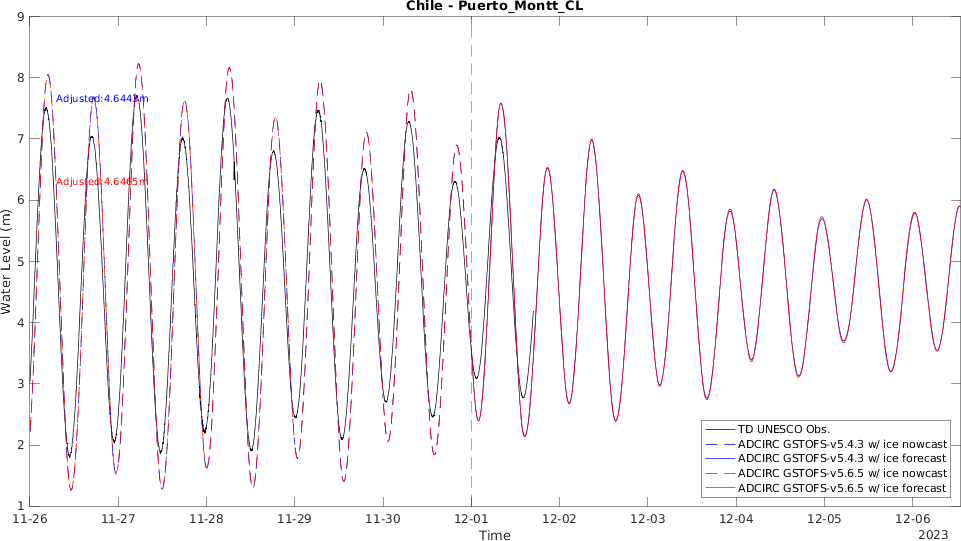 Chile - Puerto_Montt_CL
9
8
7
6
5
4
3
2
1
Water Level (m)
Adjusted:4.6443m
Adjusted:4.6465m
TD UNESCO Obs.
ADCIRC GSTOFS-v5.4.3 w/ ice nowcast
ADCIRC GSTOFS-v5.4.3 w/ ice forecast
ADCIRC GSTOFS-v5.6.5 w/ ice nowcast
ADCIRC GSTOFS-v5.6.5 w/ ice forecast
11-26 11-27 11-28 11-29 11-30 12-01 12-02 12-03 12-04 12-05 12-06
Time
2023